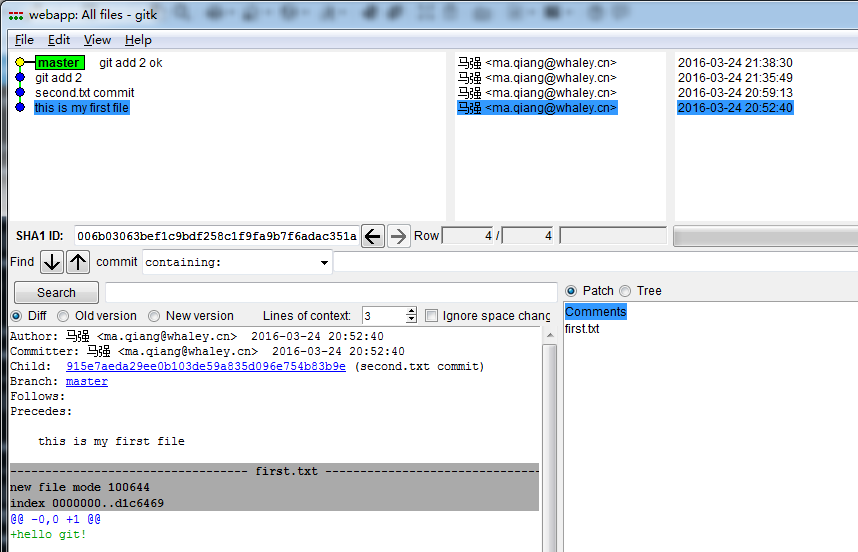 webapp: All files - gitk
File Edit View Help
master git add 2 ok 马强 <ma.qiang@whaley.cn> 2016-03-24 21:38:30
git add 2 马强 <ma.qiang@whaley.cn> 2016-03-24 21:35:49
second.txt commit 马强 <ma.qiang@whaley.cn> 2016-03-24 20:59:13
this is my first file 马强 <ma.qiang@whaley.cn> 2016-03-24 20:52:40
SHA1 ID: 006b03063bef1c9bdf258c1f9fa9b7f6adac351a Row 4 / 4
Find commit containing:
Search
Diff Old version New version Lines of context: 3 Ignore space chang
Patch Tree
Comments
first.txt
Author: 马强 <ma.qiang@whaley.cn> 2016-03-24 20:52:40
Committer: 马强 <ma.qiang@whaley.cn> 2016-03-24 20:52:40
Child: 915e7aeda29ee0b103de59a835d096e754b83b9e (second.txt commit)
Branch: master
Follows:
Precedes:
this is my first file
---------------------------------- first.txt -------------------------------
new file mode 100644
index 0000000..d1c6469
@@ -0,0 +1 @@
+hello git!